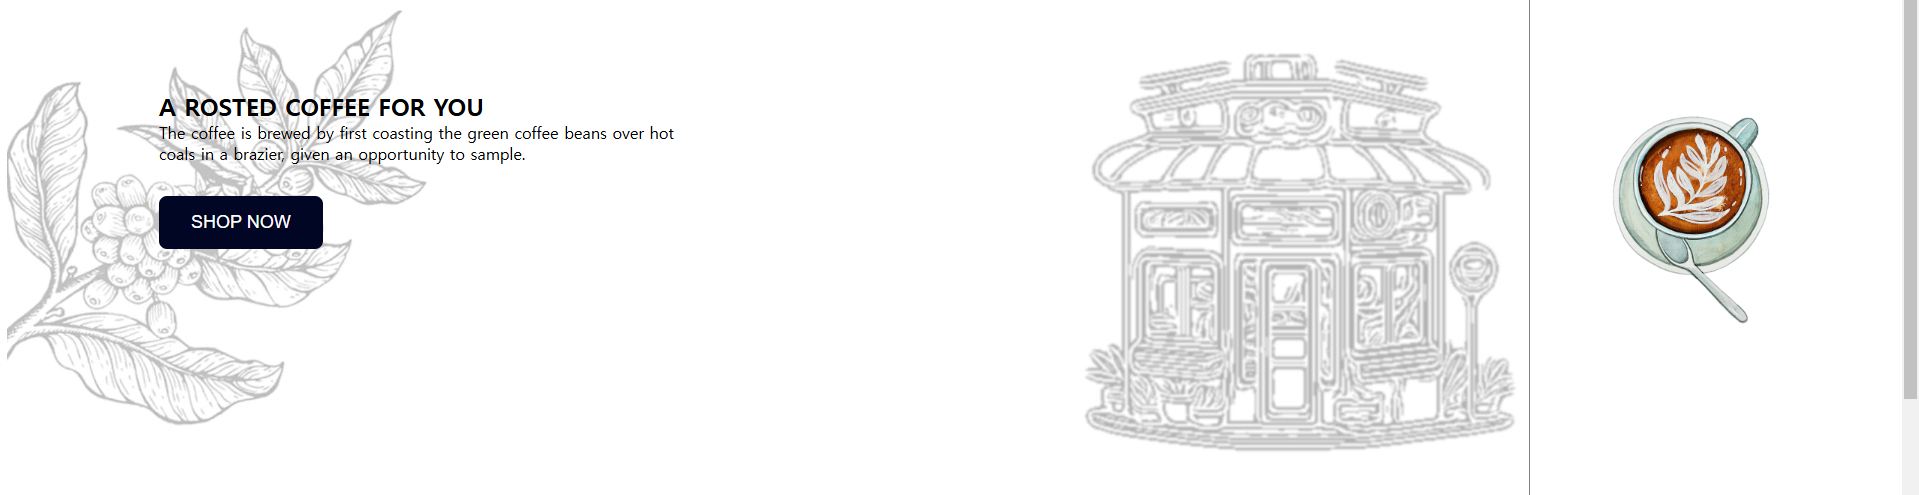 A ROSTED COFFEE FOR YOU
The coffee is brewed by first coasting the green coffee beans over hot
coals in a brazier, given an opportunity to sample.
SHOP NOW